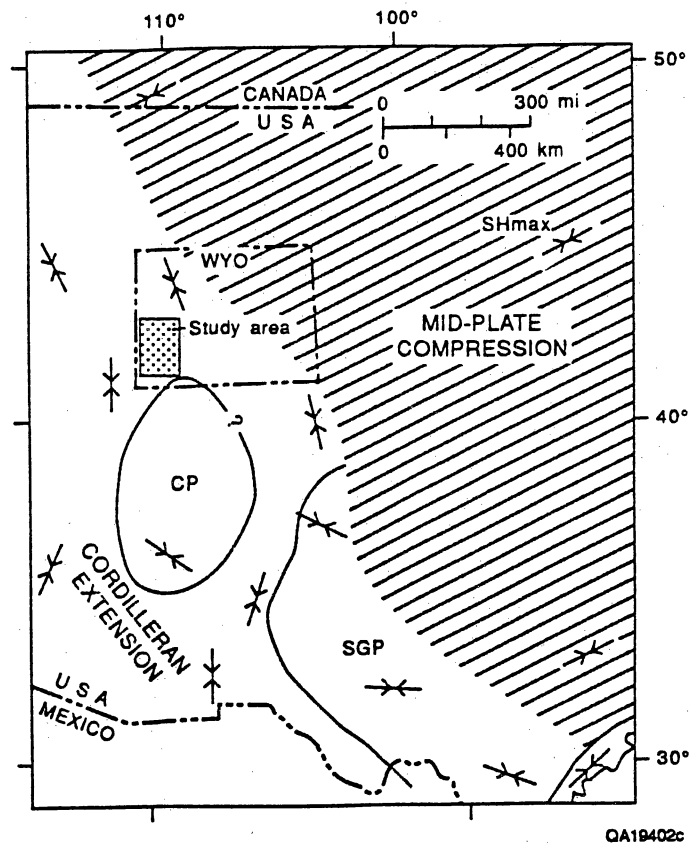 110°
100°
50°
CANADA
U S A
0 300 mi
0 400 km
SHmax
WYO
Study area
MID-PLATE
COMPRESSION
40°
?
CP
CORDILLERAN
EXTENSION
SGP
U S A
MEXICO
30°
QA19402c